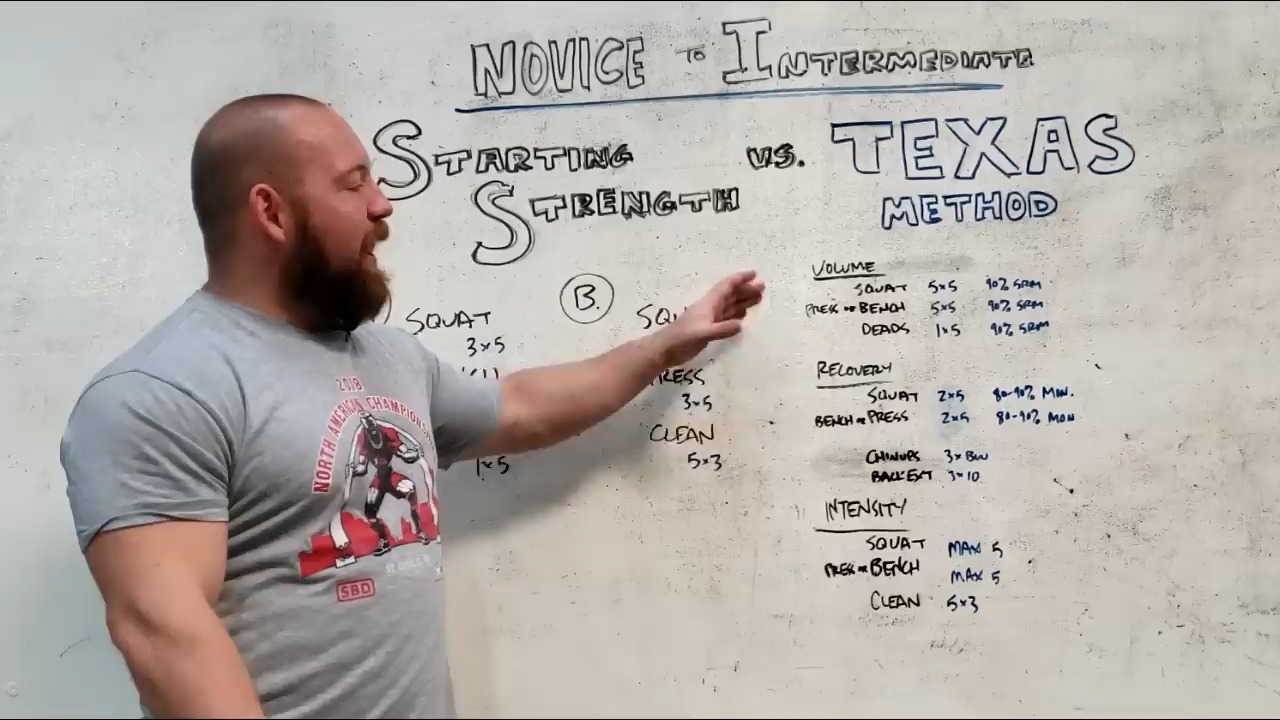 NOVICE TO INTERMEDIATE
STARTING
STRENGTH
VS. TEXAS
METHOD
SQUAT
3x5
1x5
B.
3x5
CLEAN
5x3
VOLUME
SQUAT 5x5 90% 5RM
PRESS OR BENCH 5x5 90% 5RM
DEADS 1x5 90% 5RM
RECOVERY
SQUAT 2x5 80-90% MON.
BENCH OR PRESS 2x5 80-90% MON
CHINUPS 3xBW
BACK EXT 3x10
INTENSITY
SQUAT MAX 5
PRESS OR BENCH MAX 5
CLEAN 5x3
2018
NORTH AMERICAN CHAMPIONSHIP
SBD